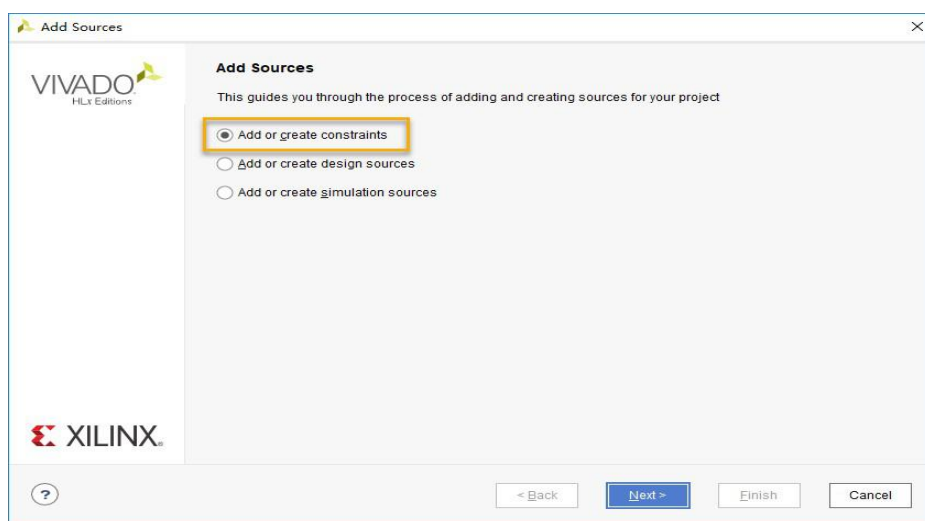 Add Sources
VIVADO
HLx Editions
Add Sources
This guides you through the process of adding and creating sources for your project
Add or create constraints
Add or create design sources
Add or create simulation sources
XILINX
?
< Back
Next >
Finish
Cancel